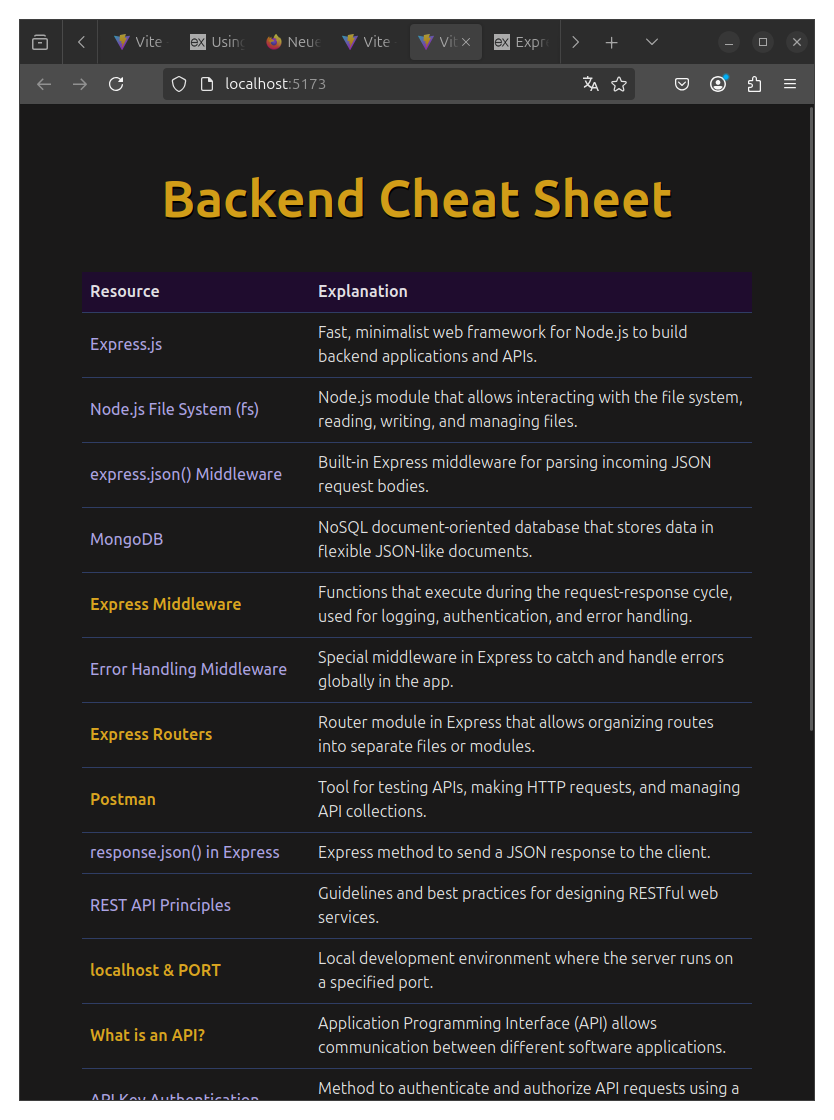 Vite
Using
Neue
Vite
Vit
Expre
localhost:5173
Backend Cheat Sheet
Resource Explanation
Express.js
Fast, minimalist web framework for Node.js to build
backend applications and APIs.
Node.js File System (fs)
Node.js module that allows interacting with the file system,
reading, writing, and managing files.
express.json() Middleware
Built-in Express middleware for parsing incoming JSON
request bodies.
MongoDB
NoSQL document-oriented database that stores data in
flexible JSON-like documents.
Express Middleware
Functions that execute during the request-response cycle,
used for logging, authentication, and error handling.
Error Handling Middleware
Special middleware in Express to catch and handle errors
globally in the app.
Express Routers
Router module in Express that allows organizing routes
into separate files or modules.
Postman
Tool for testing APIs, making HTTP requests, and managing
API collections.
response.json() in Express
Express method to send a JSON response to the client.
REST API Principles
Guidelines and best practices for designing RESTful web
services.
localhost & PORT
Local development environment where the server runs on
a specified port.
What is an API?
Application Programming Interface (API) allows
communication between different software applications.
API Key Authentication
Method to authenticate and authorize API requests using a